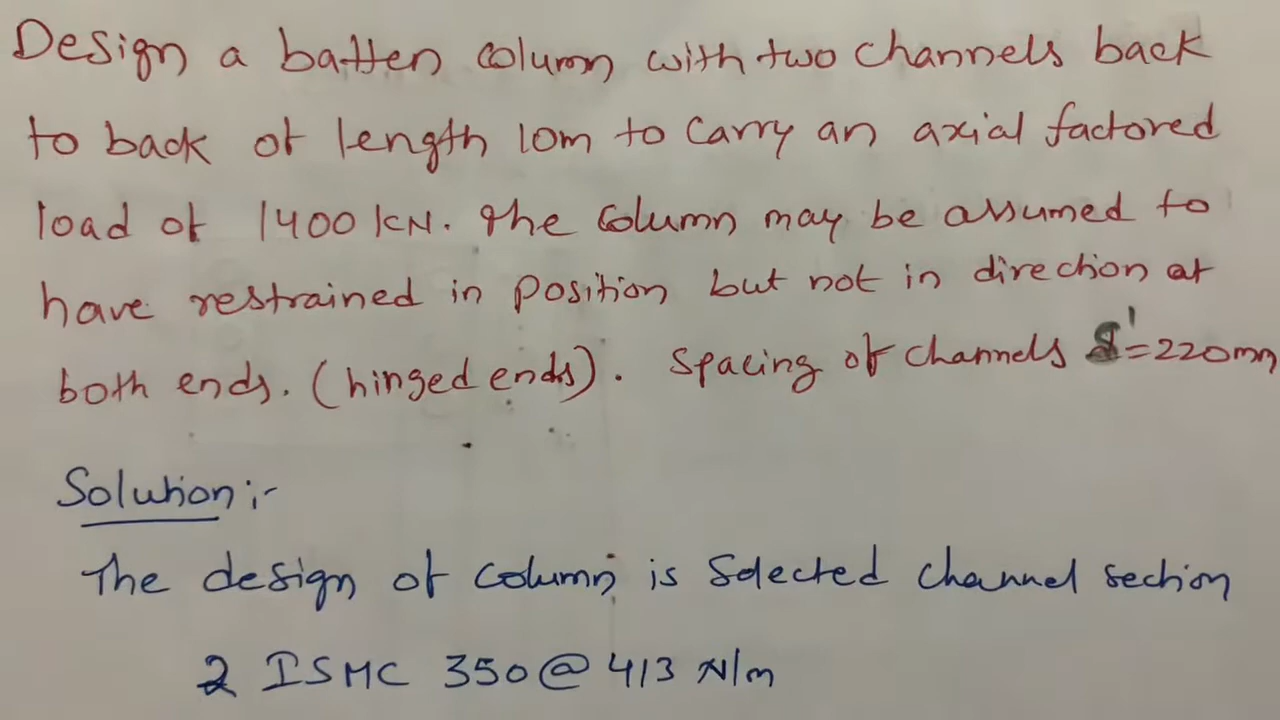 Design a batten column with two channels back
to back of length 10m to carry an axial factored
load of 1400 KN. The column may be assumed to
have restrained in position but not in direction at
both ends. (hinged ends). Spacing of channels S'=220mm
Solution:-
The design of column is Selected channel section
2 ISMC 350 @ 413 N/m